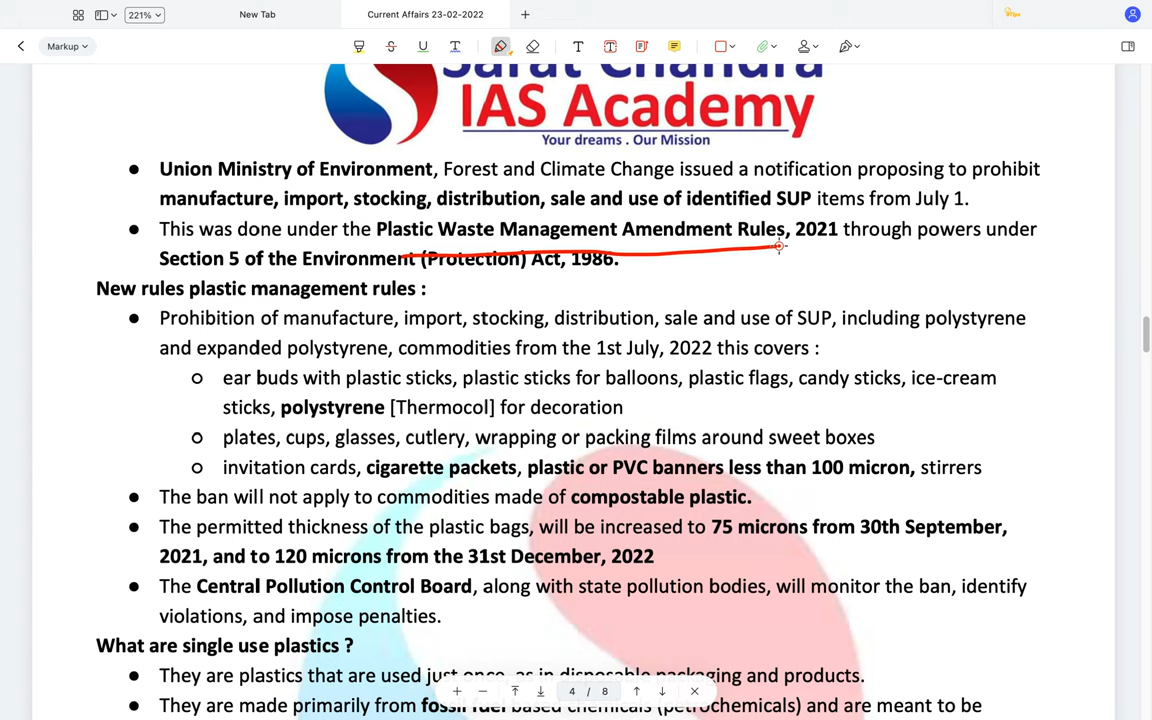 221%
New Tab
Current Affairs 23-02-2022
Markup
Sarat Chandra
IAS Academy
Your dreams . Our Mission
● Union Ministry of Environment, Forest and Climate Change issued a notification proposing to prohibit
manufacture, import, stocking, distribution, sale and use of identified SUP items from July 1.
● This was done under the Plastic Waste Management Amendment Rules, 2021 through powers under
Section 5 of the Environment (Protection) Act, 1986.
New rules plastic management rules :
● Prohibition of manufacture, import, stocking, distribution, sale and use of SUP, including polystyrene
and expanded polystyrene, commodities from the 1st July, 2022 this covers :
o ear buds with plastic sticks, plastic sticks for balloons, plastic flags, candy sticks, ice-cream
sticks, polystyrene [Thermocol] for decoration
o plates, cups, glasses, cutlery, wrapping or packing films around sweet boxes
o invitation cards, cigarette packets, plastic or PVC banners less than 100 micron, stirrers
● The ban will not apply to commodities made of compostable plastic.
● The permitted thickness of the plastic bags, will be increased to 75 microns from 30th September,
2021, and to 120 microns from the 31st December, 2022
● The Central Pollution Control Board, along with state pollution bodies, will monitor the ban, identify
violations, and impose penalties.
What are single use plastics ?
● They are plastics that are used just once, as in disposable packaging and products.
4 / 8
● They are made primarily from fossil fuel based chemicals (petrochemicals) and are meant to be